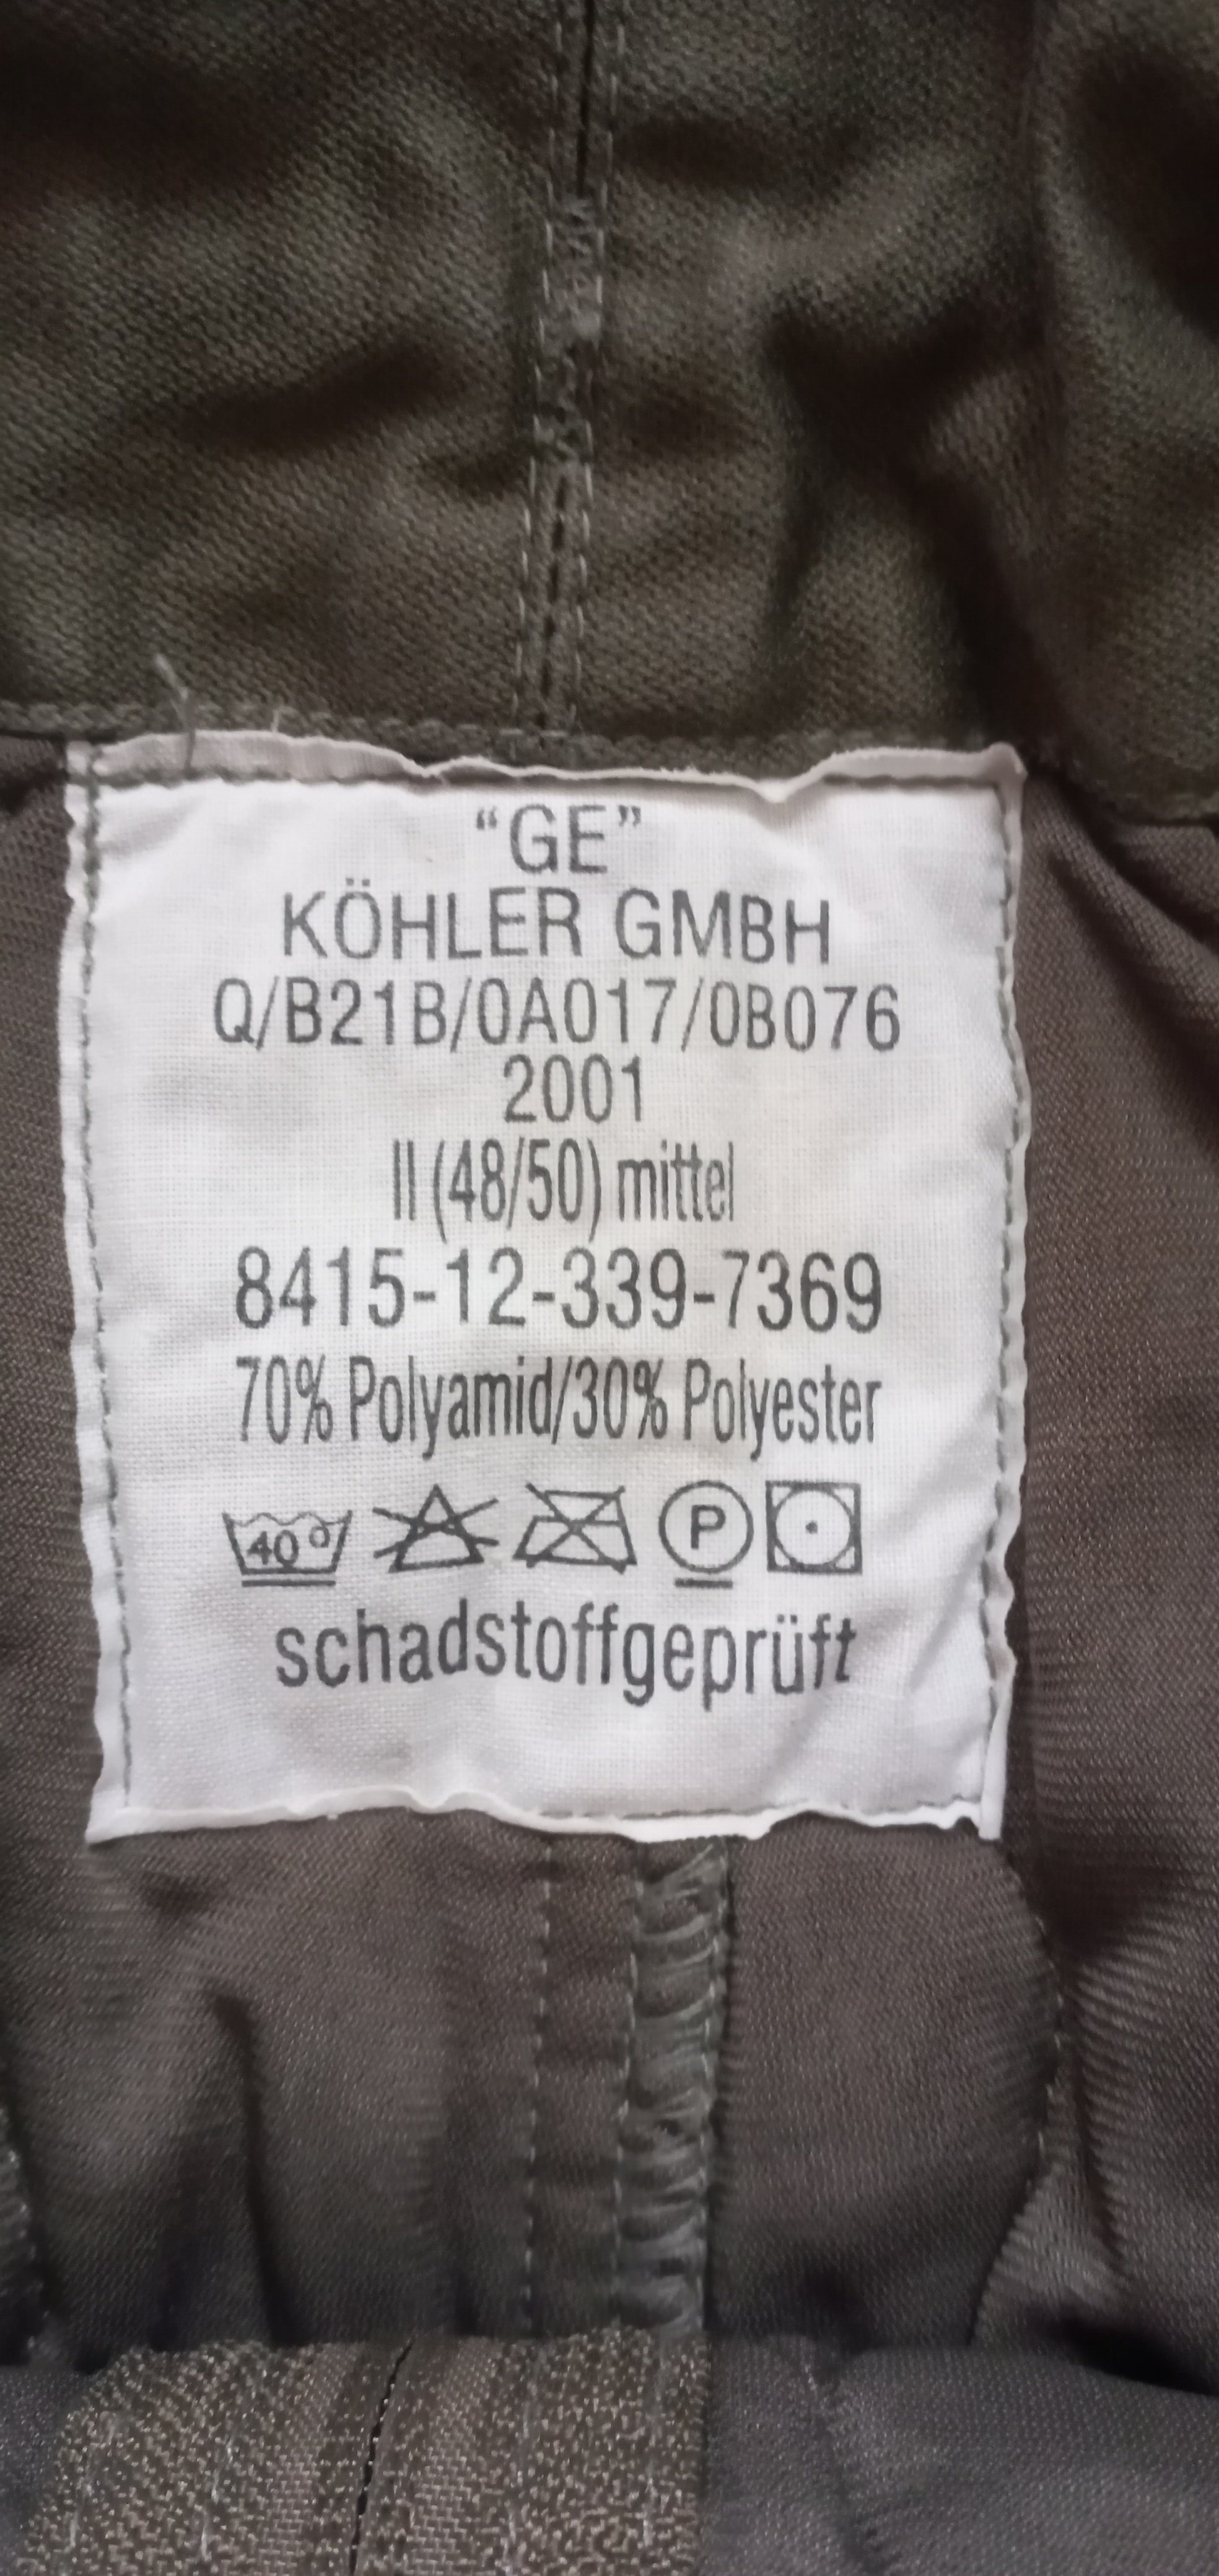 “GE”
KÖHLER GMBH
Q/B21B/0A017/0B076
2001
II (48/50) mittel
8415-12-339-7369
70% Polyamid/30% Polyester
40° P
schadstoffgeprüft